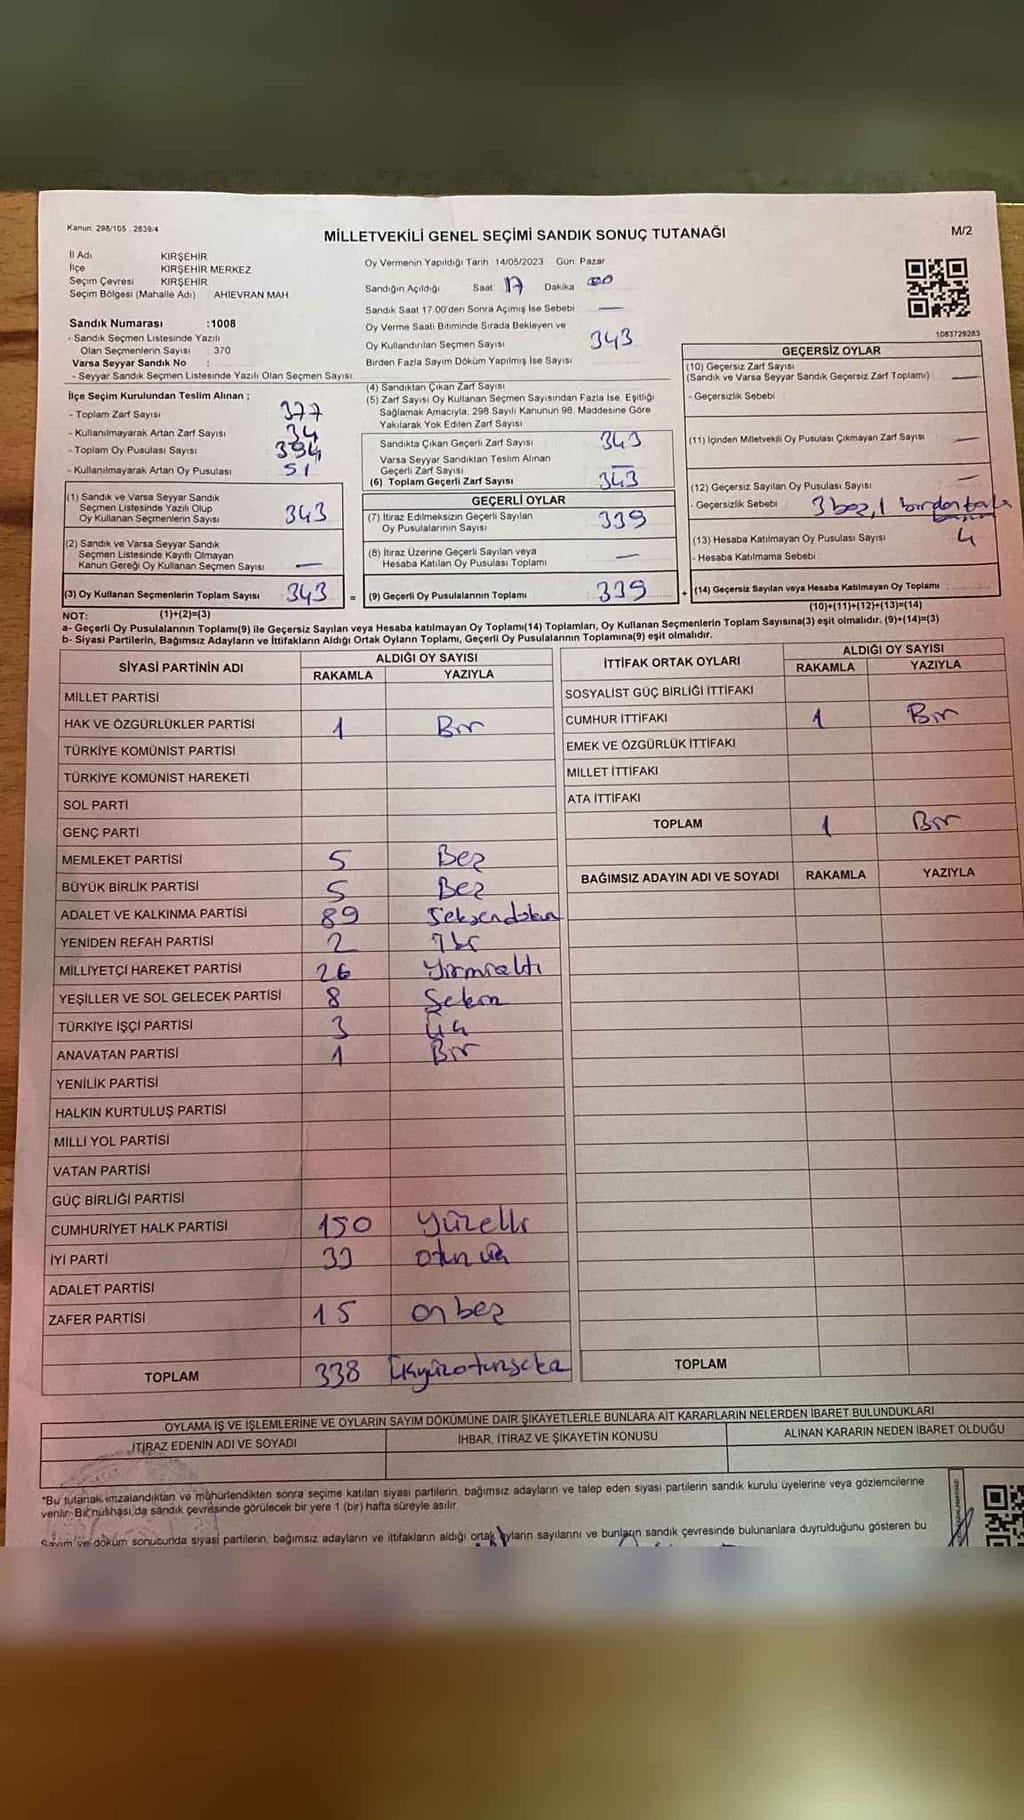 Kanun: 298/105 , 2839/4
MİLLETVEKİLİ GENEL SEÇİMİ SANDIK SONUÇ TUTANAĞI
M/2
İl Adı KIRŞEHİR
İlçe KIRŞEHİR MERKEZ
Seçim Çevresi : KIRŞEHİR
Seçim Bölgesi (Mahalle Adı) AHİEVRAN MAH
Sandık Numarası :1008
- Sandık Seçmen Listesinde Yazılı
Olan Seçmenlerin Sayısı : 370
Varsa Seyyar Sandık No :
- Seyyar Sandık Seçmen Listesinde Yazılı Olan Seçmen Sayısı:
Oy Vermenin Yapıldığı Tarih :14/05/2023 Gün: Pazar
Sandığın Açıldığı Saat 17 Dakika 00
Sandık Saat 17.00'den Sonra Açımış İse Sebebi —
Oy Verme Saati Bitiminde Sırada Bekleyen ve
Oy Kullandırılan Seçmen Sayısı 343
Birden Fazla Sayım Döküm Yapılmış İse Sayısı
1083729283
İlçe Seçim Kurulundan Teslim Alınan ;
- Toplam Zarf Sayısı 377
- Kullanılmayarak Artan Zarf Sayısı 34
- Toplam Oy Pusulası Sayısı 394
- Kullanılmayarak Artan Oy Pusulası 51
(1) Sandık ve Varsa Seyyar Sandık
Seçmen Listesinde Yazılı Olup
Oy Kullanan Seçmenlerin Sayısı 343
(2) Sandık ve Varsa Seyyar Sandık
Seçmen Listesinde Kayıtlı Olmayan
Kanun Gereği Oy Kullanan Seçmen Sayısı —
(3) Oy Kullanan Seçmenlerin Toplam Sayısı 343
(1)+(2)=(3)
(4) Sandıktan Çıkan Zarf Sayısı
(5) Zarf Sayısı Oy Kullanan Seçmen Sayısından Fazla İse, Eşitliği
Sağlamak Amacıyla, 298 Sayılı Kanunun 98. Maddesine Göre
Yakılarak Yok Edilen Zarf Sayısı
Sandıkta Çıkan Geçerli Zarf Sayısı 343
Varsa Seyyar Sandıktan Teslim Alınan
Geçerli Zarf Sayısı —
(6) Toplam Geçerli Zarf Sayısı 343
GEÇERLİ OYLAR
(7) İtiraz Edilmeksizin Geçerli Sayılan
Oy Pusulalarının Sayısı 339
(8) İtiraz Üzerine Geçerli Sayılan veya
Hesaba Katılan Oy Pusulası Toplamı —
= (9) Geçerli Oy Pusulalarının Toplamı 339
GEÇERSİZ OYLAR
(10) Geçersiz Zarf Sayısı
(Sandık ve Varsa Seyyar Sandık Geçersiz Zarf Toplamı) —
- Geçersizlik Sebebi :
(11) İçinden Milletvekili Oy Pusulası Çıkmayan Zarf Sayısı —
(12) Geçersiz Sayılan Oy Pusulası Sayısı —
- Geçersizlik Sebebi 3 boş, 1
(13) Hesaba Katılmayan Oy Pusulası Sayısı 4
- Hesaba Katılmama Sebebi :
+ (14) Geçersiz Sayılan veya Hesaba Katılmayan Oy Toplamı
(10)+(11)+(12)+(13)=(14)
NOT:
a- Geçerli Oy Pusulalarının Toplamı(9) ile Geçersiz Sayılan veya Hesaba katılmayan Oy Toplamı(14) Toplamları, Oy Kullanan Seçmenlerin Toplam Sayısına(3) eşit olmalıdır. (9)+(14)=(3)
b- Siyasi Partilerin, Bağımsız Adayların ve İttifakların Aldığı Ortak Oyların Toplamı, Geçerli Oy Pusulalarının Toplamına(9) eşit olmalıdır.
SİYASİ PARTİNİN ADI ALDIĞI OY SAYISI
RAKAMLA YAZIYLA
MİLLET PARTİSİ
HAK VE ÖZGÜRLÜKLER PARTİSİ 1 Bir
TÜRKİYE KOMÜNİST PARTİSİ
TÜRKİYE KOMÜNİST HAREKETİ
SOL PARTİ
GENÇ PARTİ
MEMLEKET PARTİSİ 5 Beş
BÜYÜK BİRLİK PARTİSİ 5 Beş
ADALET VE KALKINMA PARTİSİ 89 Seksendokuz
YENİDEN REFAH PARTİSİ 2 İki
MİLLİYETÇİ HAREKET PARTİSİ 26 Yirmialtı
YEŞİLLER VE SOL GELECEK PARTİSİ 8 Sekiz
TÜRKİYE İŞÇİ PARTİSİ 3 Üç
ANAVATAN PARTİSİ 1 Bir
YENİLİK PARTİSİ
HALKIN KURTULUŞ PARTİSİ
MİLLİ YOL PARTİSİ
VATAN PARTİSİ
GÜÇ BİRLİĞİ PARTİSİ
CUMHURİYET HALK PARTİSİ 150 Yüzelli
İYİ PARTİ 33 Otuz üç
ADALET PARTİSİ
ZAFER PARTİSİ 15 Onbeş
TOPLAM 338
İTTİFAK ORTAK OYLARI ALDIĞI OY SAYISI
RAKAMLA YAZIYLA
SOSYALİST GÜÇ BİRLİĞİ İTTİFAKI
CUMHUR İTTİFAKI 1 Bir
EMEK VE ÖZGÜRLÜK İTTİFAKI
MİLLET İTTİFAKI
ATA İTTİFAKI
TOPLAM 1 Bir
BAĞIMSIZ ADAYIN ADI VE SOYADI RAKAMLA YAZIYLA
TOPLAM
OYLAMA İŞ VE İŞLEMLERİNE VE OYLARIN SAYIM DÖKÜMÜNE DAİR ŞİKAYETLERLE BUNLARA AİT KARARLARIN NELERDEN İBARET BULUNDUKLARI
İTİRAZ EDENİN ADI VE SOYADI İHBAR, İTİRAZ VE ŞİKAYETİN KONUSU ALINAN KARARIN NEDEN İBARET OLDUĞU
*Bu tutanak imzalandıktan ve mühürlendikten sonra seçime katılan siyasi partilerin, bağımsız adayların ve talep eden siyasi partilerin sandık kurulu üyelerine veya gözlemcilerine
verilir. Bir nüshası da sandık çevresinde görülecek bir yere 1 (bir) hafta süreyle asılır.
Sayım ve döküm sonucunda siyasi partilerin, bağımsız adayların ve ittifakların aldığı ortak oyların sayılarını ve bunların sandık çevresinde bulunanlara duyrulduğunu gösteren bu